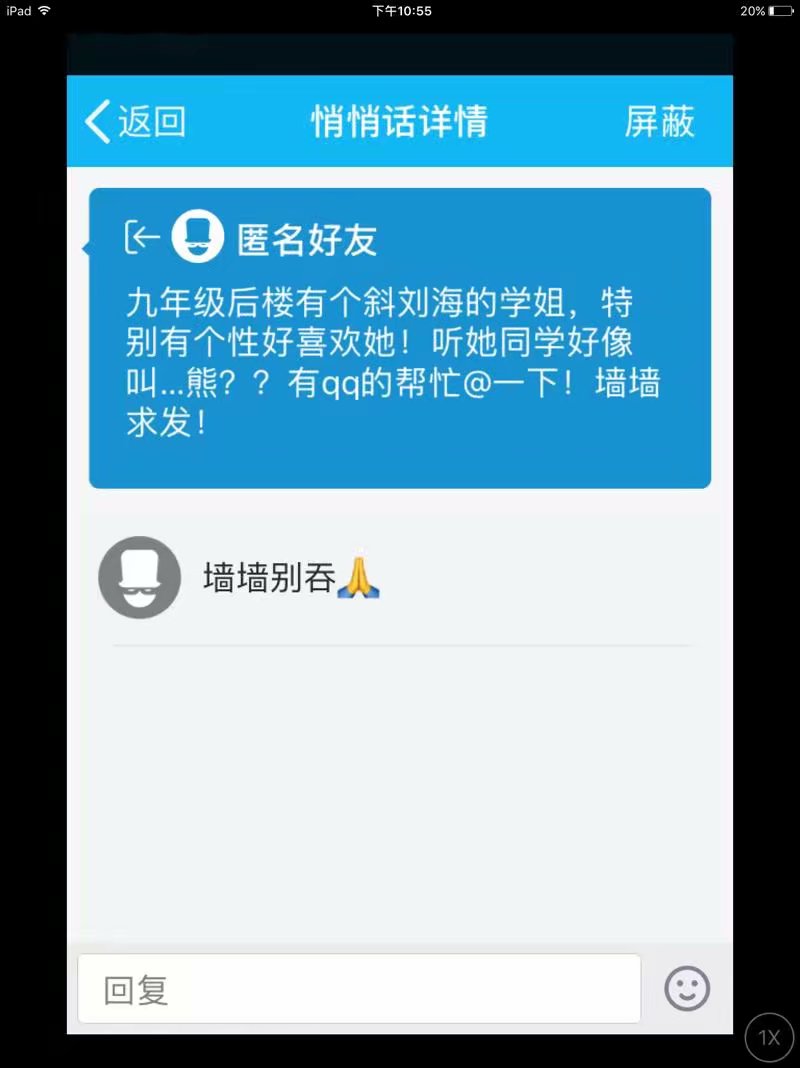 iPad 下午10:55 20%
返回 悄悄话详情 屏蔽
匿名好友
九年级后楼有个斜刘海的学姐，特
别有个性好喜欢她！听她同学好像
叫...熊？？有qq的帮忙@一下！墙墙
求发！
墙墙别吞🙏
回复
1X